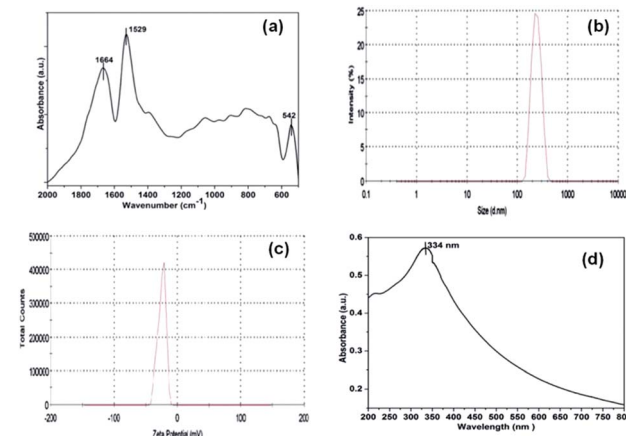 (a)
1529
1664
542
Absorbance (a.u.)
2000 1800 1600 1400 1200 1000 800 600
Wavenumber (cm-1)
(b)
25
20
15
10
5
0
Intensity (%)
0.1 1 10 100 1000 10000
Size (d.nm)
(c)
500000
400000
300000
200000
100000
0
Total Counts
-200 -100 0 100 200
Zeta Potential (mV)
(d)
334 nm
0.6
0.5
0.4
0.3
0.2
Absorbance (a.u.)
200 250 300 350 400 450 500 550 600 650 700 750 80
Wavelength (nm )